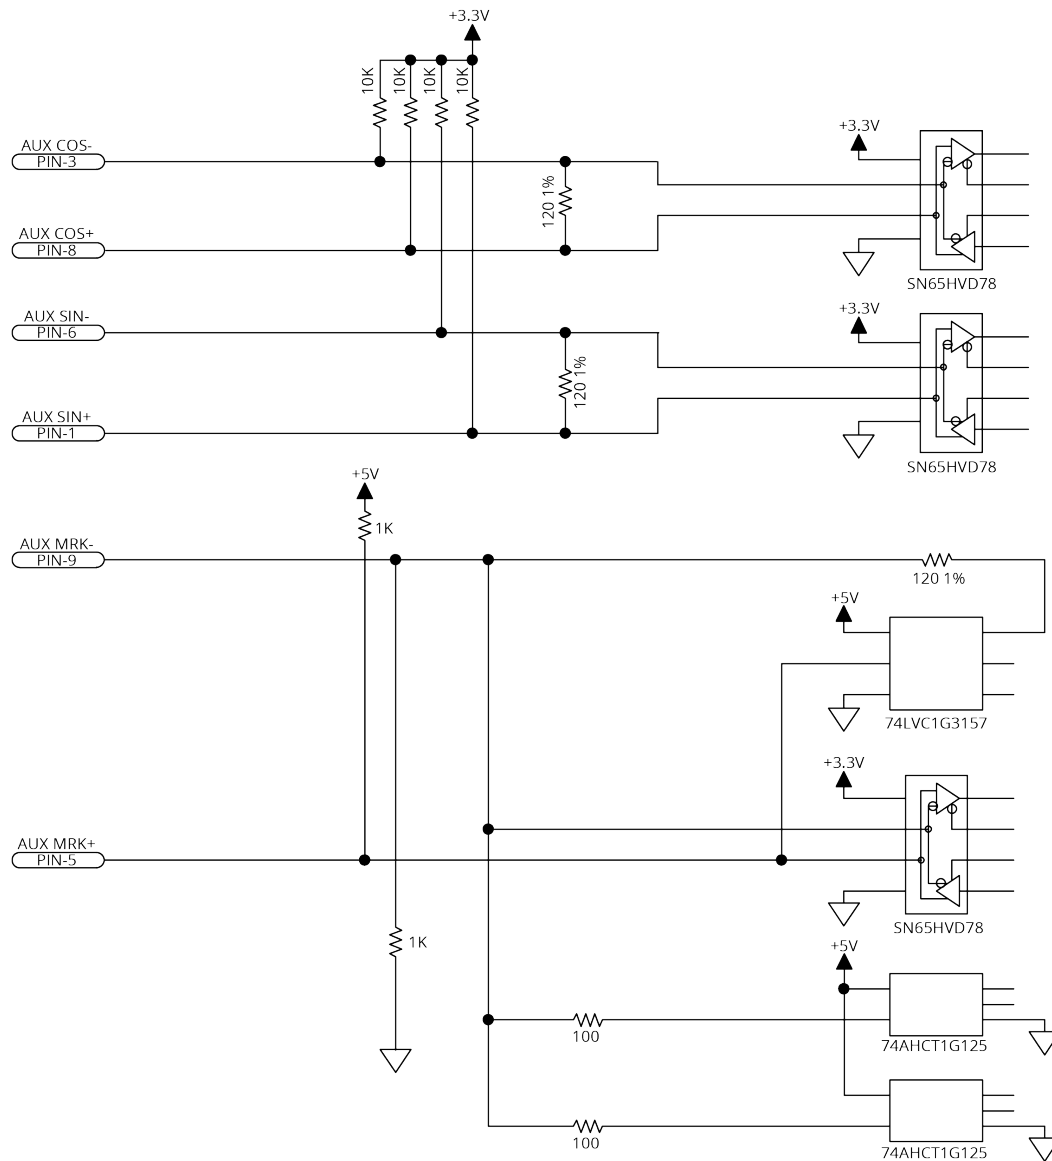 +3.3V
10K
10K
10K
10K
AUX COS-
PIN-3
+3.3V
120 1%
AUX COS+
PIN-8
SN65HVD78
AUX SIN-
PIN-6
+3.3V
120 1%
AUX SIN+
PIN-1
SN65HVD78
+5V
1K
AUX MRK-
PIN-9
120 1%
+5V
74LVC1G3157
+3.3V
AUX MRK+
PIN-5
SN65HVD78
1K
+5V
100
74AHCT1G125
100
74AHCT1G125